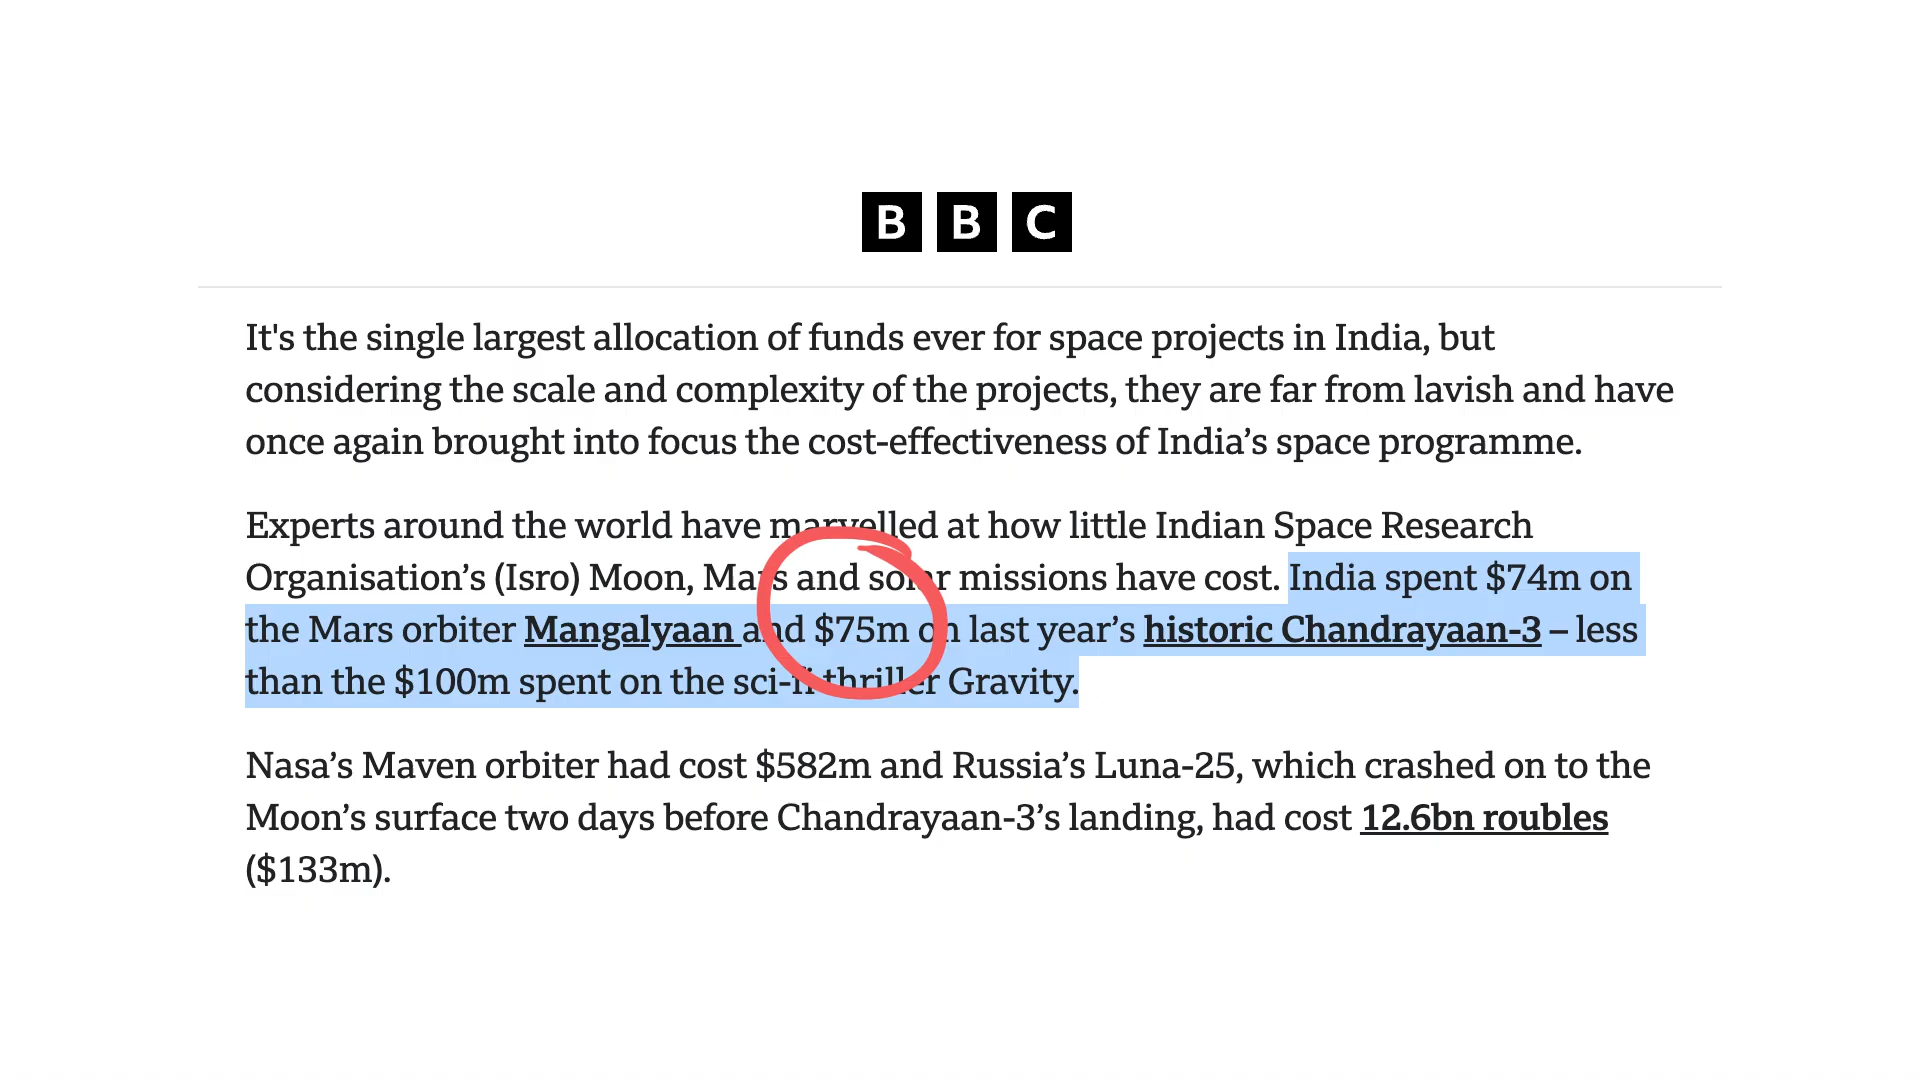 BBC
It's the single largest allocation of funds ever for space projects in India, but
considering the scale and complexity of the projects, they are far from lavish and have
once again brought into focus the cost-effectiveness of India’s space programme.
Experts around the world have marvelled at how little Indian Space Research
Organisation’s (Isro) Moon, Mars and solar missions have cost. India spent $74m on
the Mars orbiter Mangalyaan and $75m on last year’s historic Chandrayaan-3 – less
than the $100m spent on the sci-fi thriller Gravity.
Nasa’s Maven orbiter had cost $582m and Russia’s Luna-25, which crashed on to the
Moon’s surface two days before Chandrayaan-3’s landing, had cost 12.6bn roubles
($133m).